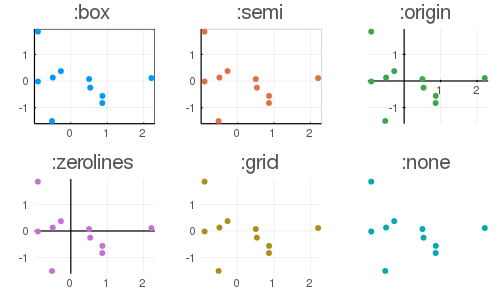 :box :semi :origin
1 1 1
0 0 0
-1 -1 -1
0 1 2 0 1 2 1 2
:zerolines :grid :none
1 1
0 0
-1 -1
0 1 2 0 1 2